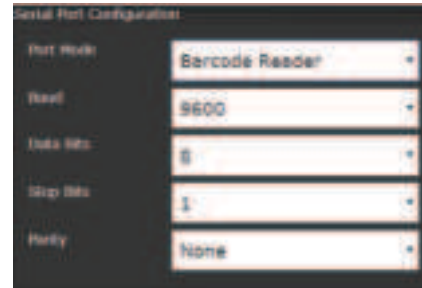 Serial Port Configuration
Port Mode
Barcode Reader
Baud
9600
Data Bits
8
Stop Bits
1
Parity
None